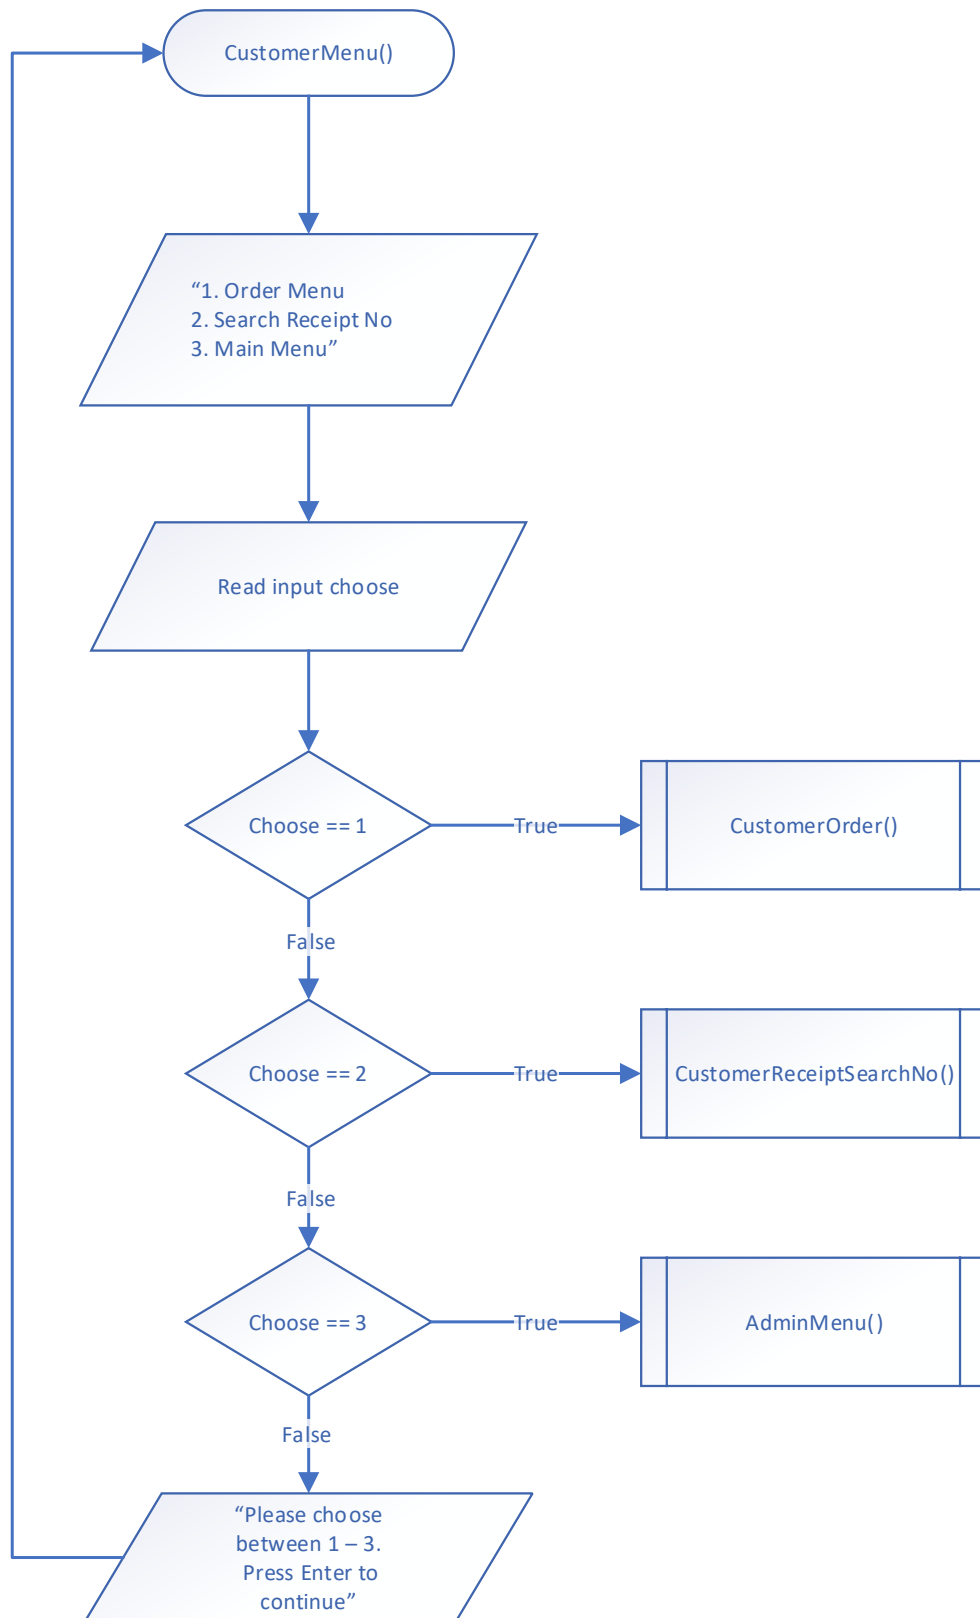 CustomerMenu()
“1. Order Menu
2. Search Receipt No
3. Main Menu”
Read input choose
Choose == 1
True
CustomerOrder()
False
Choose == 2
True
CustomerReceiptSearchNo()
False
Choose == 3
True
AdminMenu()
False
“Please choose
between 1 – 3.
Press Enter to
continue”